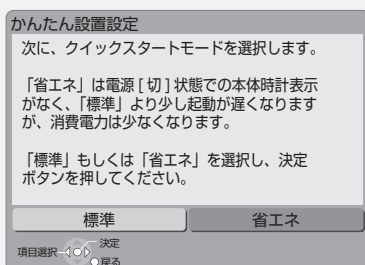 かんたん設置設定
次に、クイックスタートモードを選択します。
「省エネ」は電源 [ 切 ] 状態での本体時計表示
がなく、「標準」より少し起動が遅くなります
が、消費電力は少なくなります。
「標準」もしくは「省エネ」を選択し、決定
ボタンを押してください。
標準
省エネ
決定
項目選択
戻る